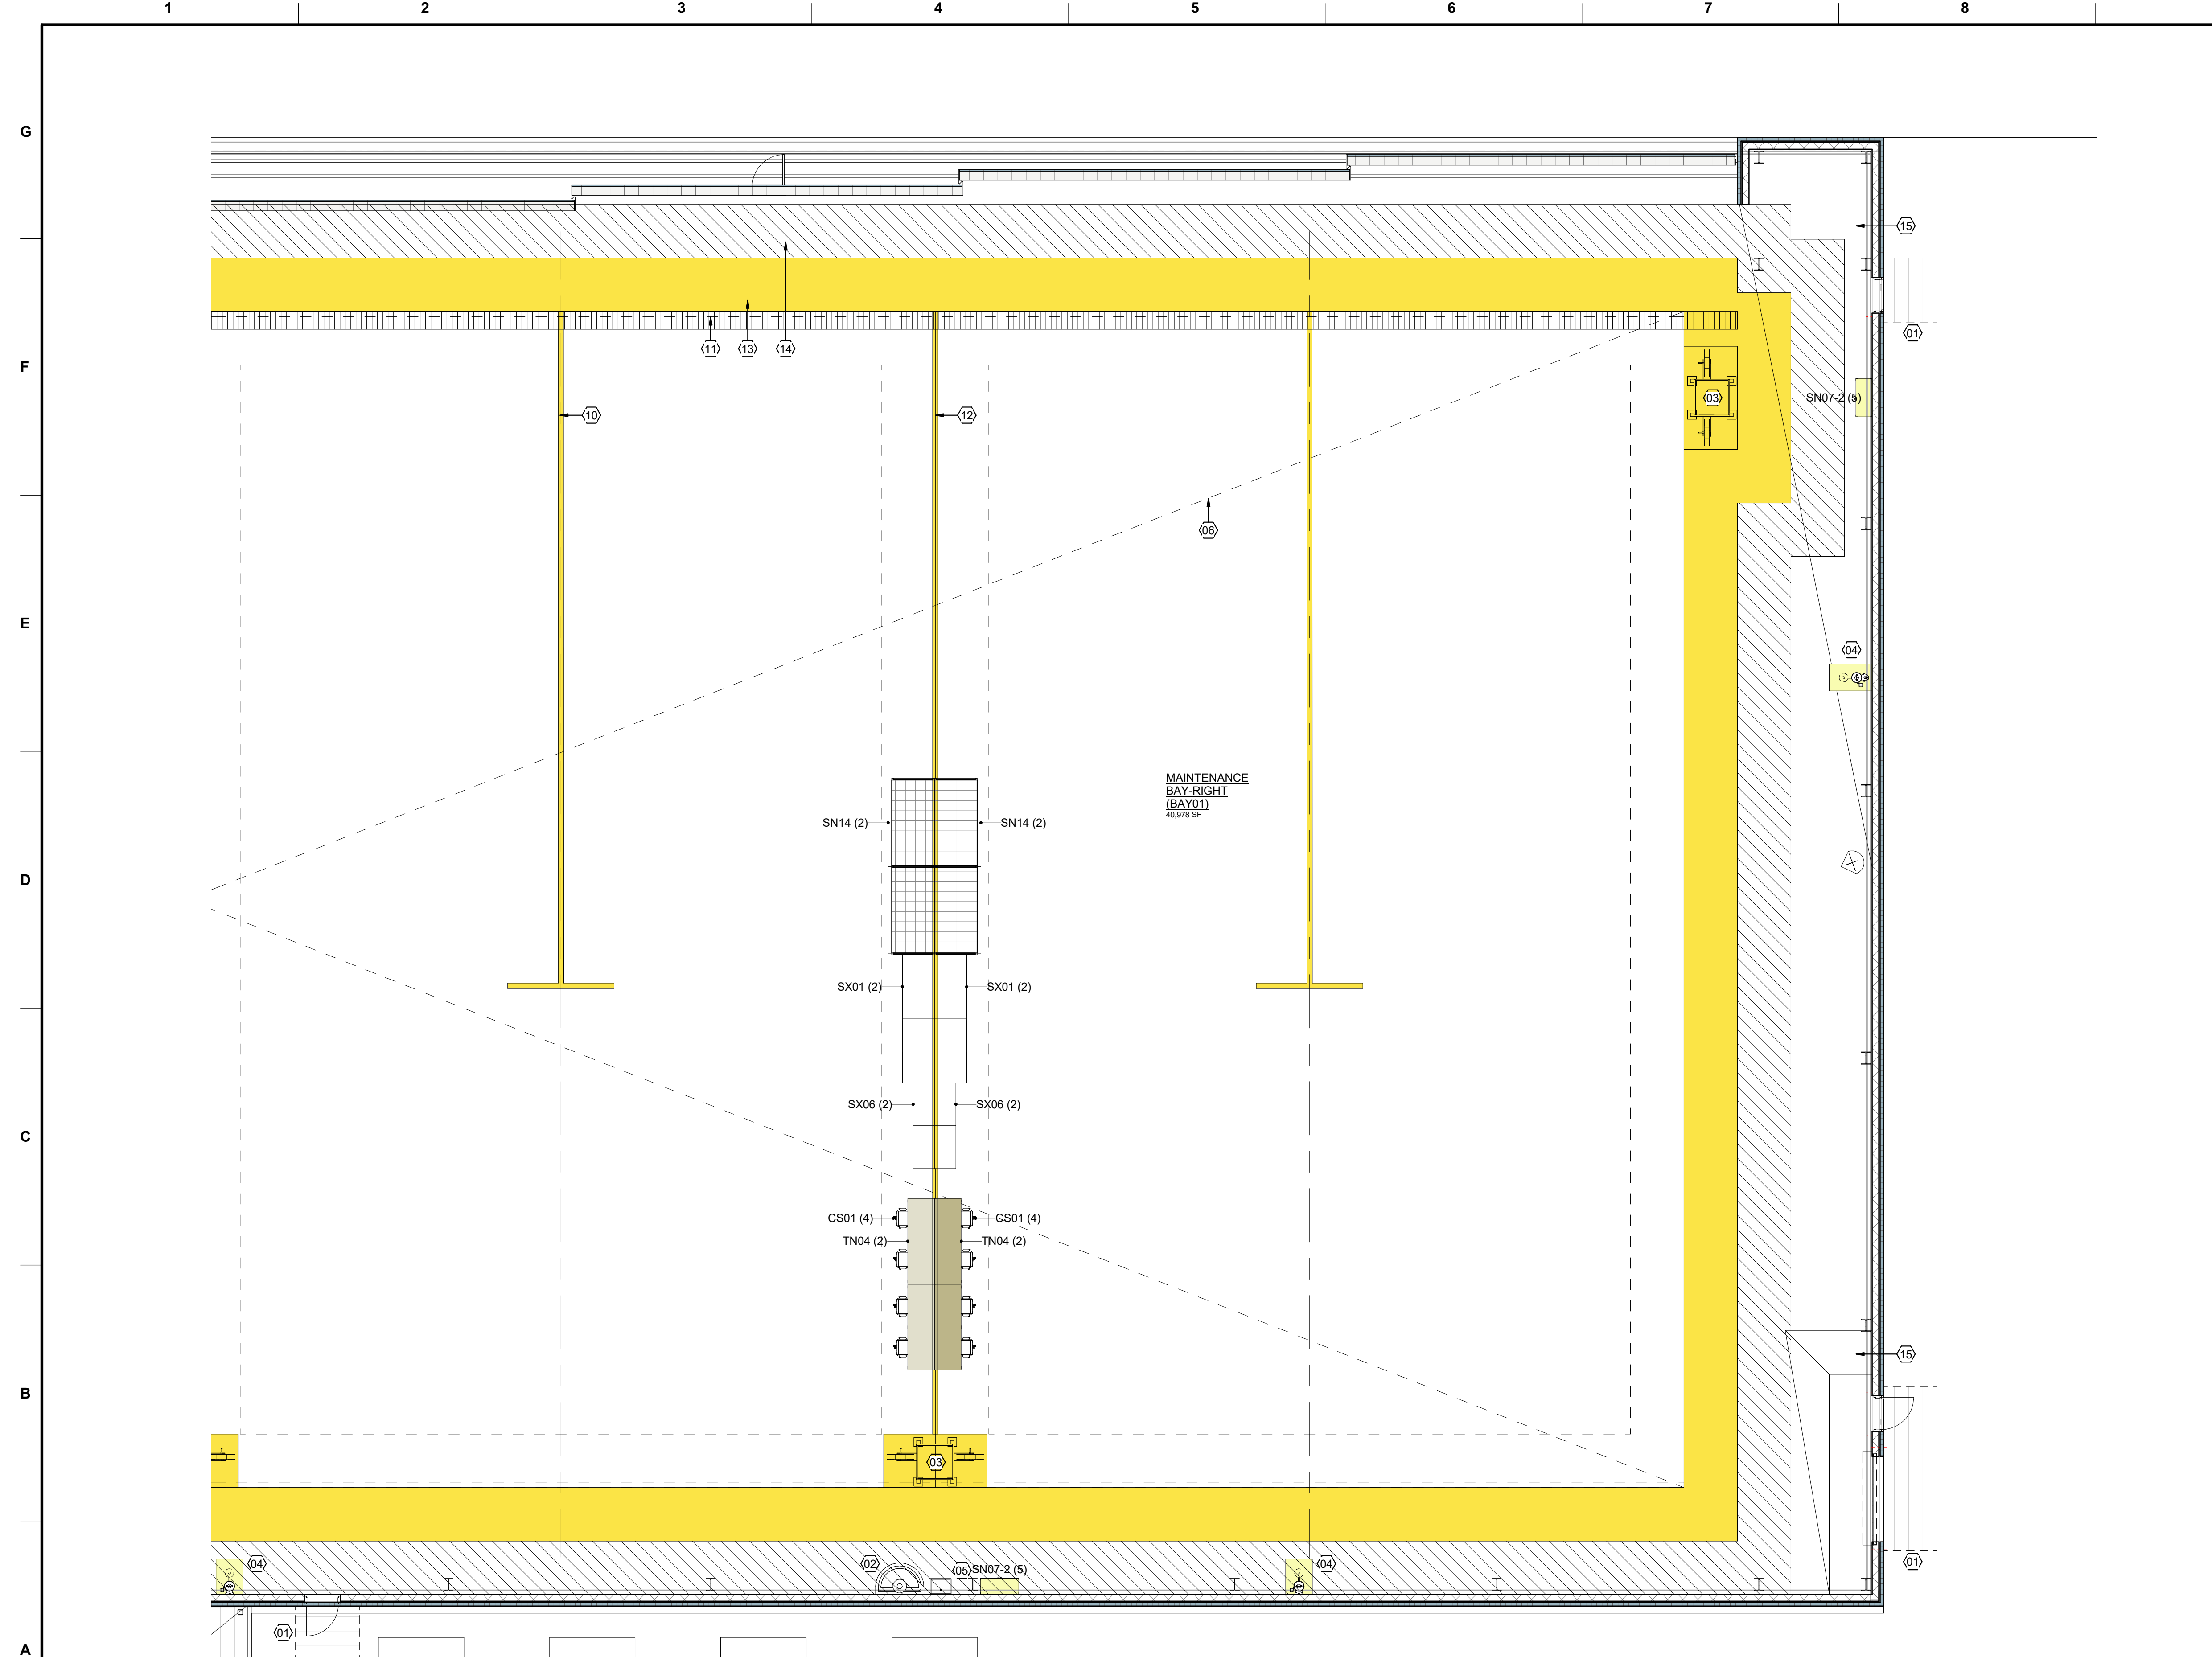 1 2 3 4 5 6 7 8
G
15
01
11 13 14
F
03
SN07-2 (5)
10 12
06
E
04
MAINTENANCE
BAY-RIGHT
(BAY01)
40,978 SF
SN14 (2) SN14 (2)
D
SX01 (2) SX01 (2)
SX06 (2) SX06 (2)
C
CS01 (4) CS01 (4)
TN04 (2) TN04 (2)
15
B
03
04 02 05 SN07-2 (5) 04 01
01
A